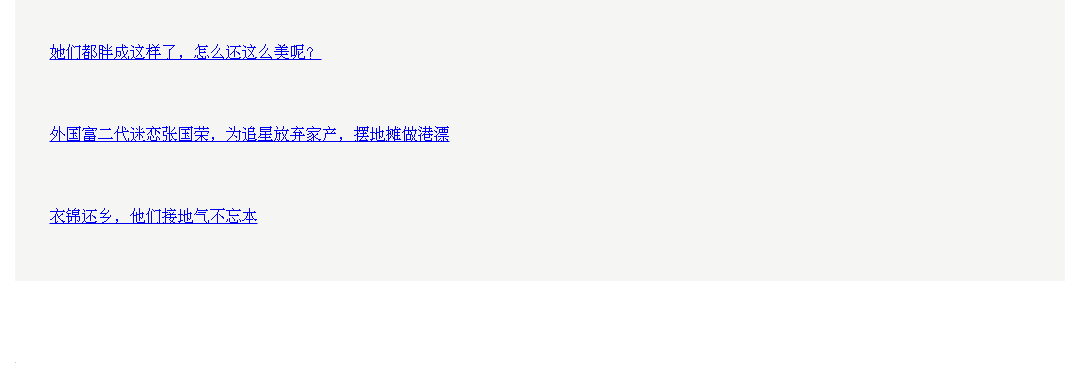 她们都胖成这样了，怎么还这么美呢？
外国富二代迷恋张国荣，为追星放弃家产，摆地摊做港漂
衣锦还乡，他们接地气不忘本